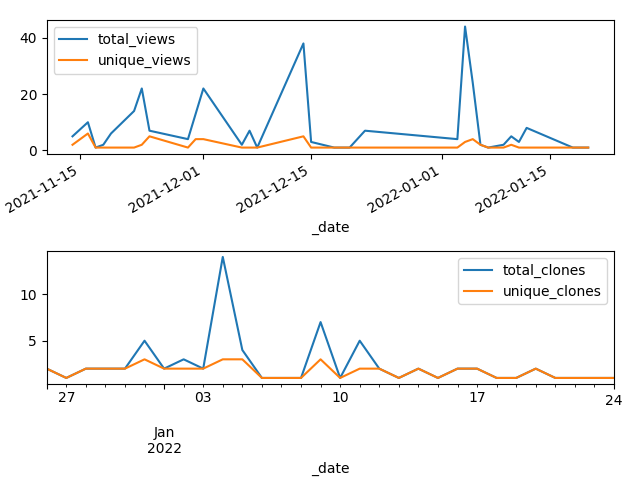 40
20
0
total_views
unique_views
2021-11-15
2021-12-01
2021-12-15
2022-01-01
2022-01-15
_date
10
5
total_clones
unique_clones
27
03
10
17
24
Jan
2022
_date